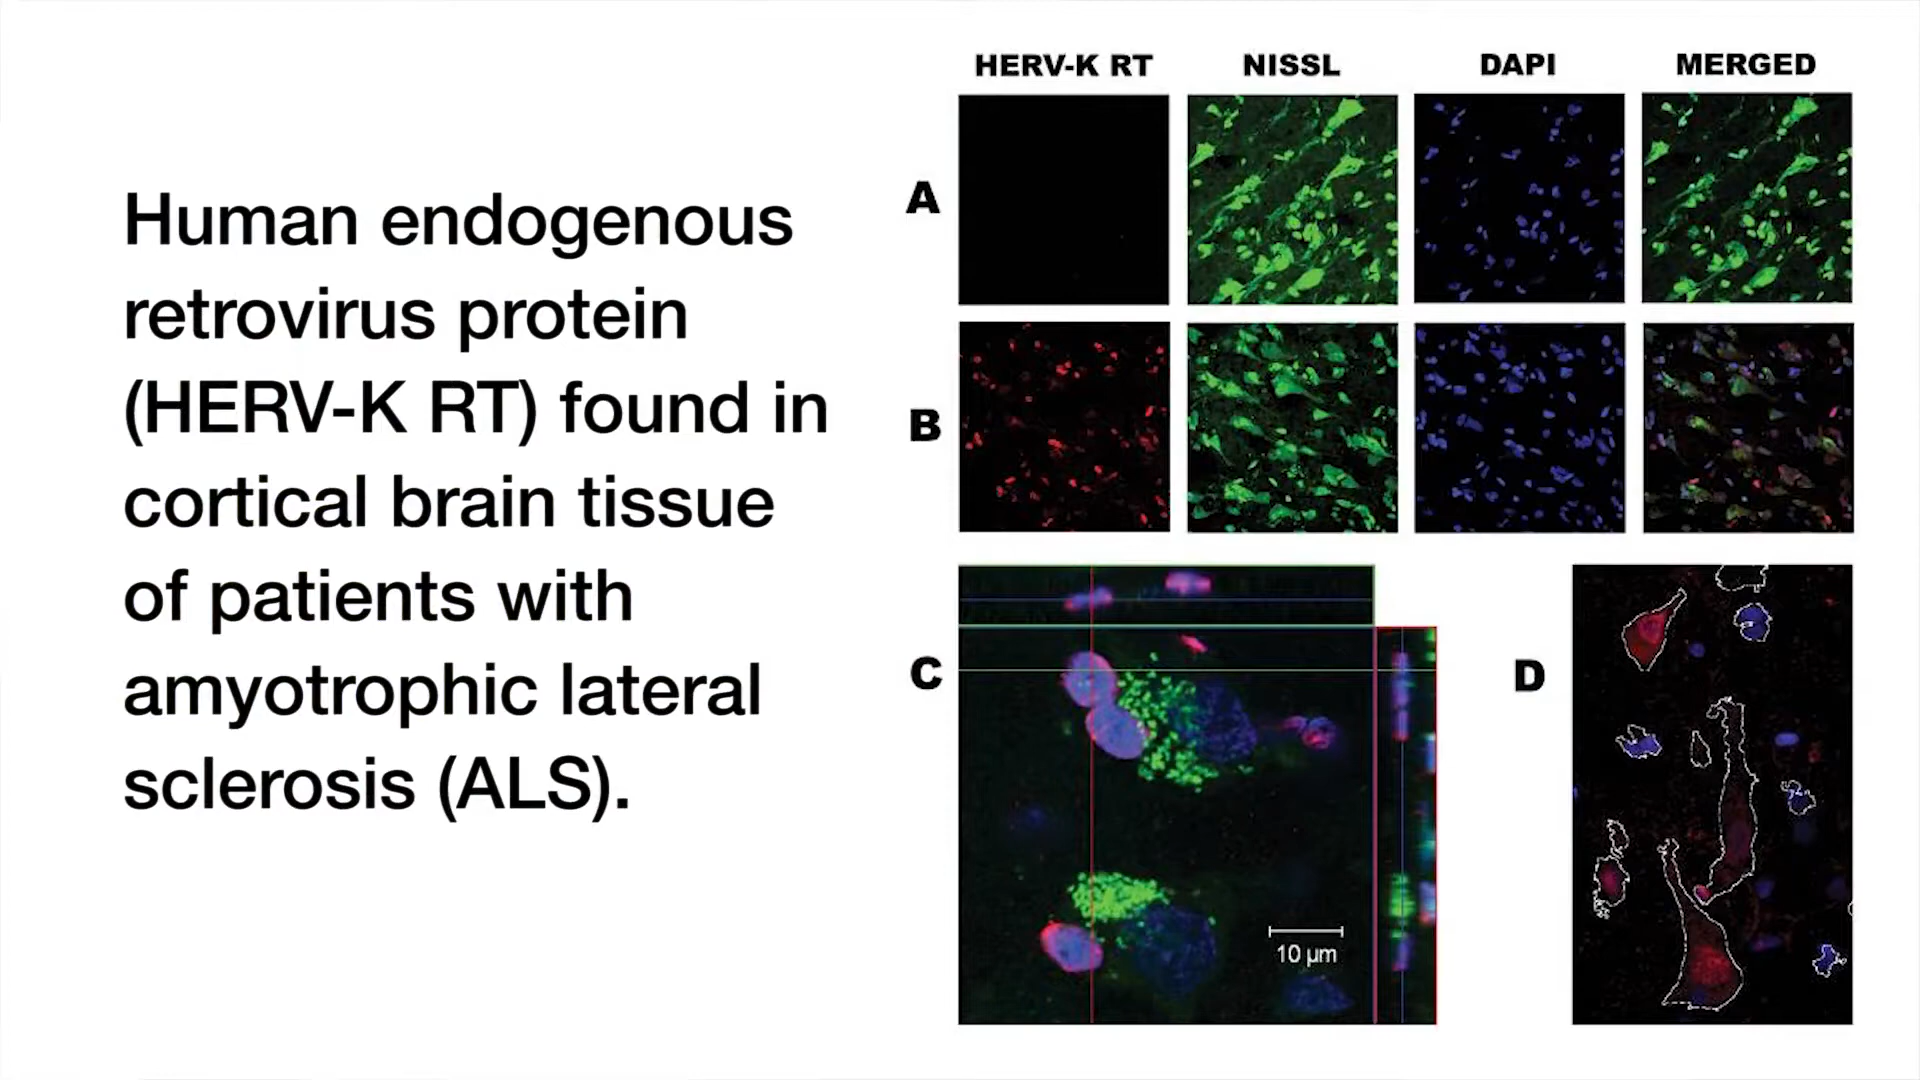 Human endogenous
retrovirus protein
(HERV-K RT) found in
cortical brain tissue
of patients with
amyotrophic lateral
sclerosis (ALS).
HERV-K RT NISSL DAPI MERGED
A
B
C
10 µm
D